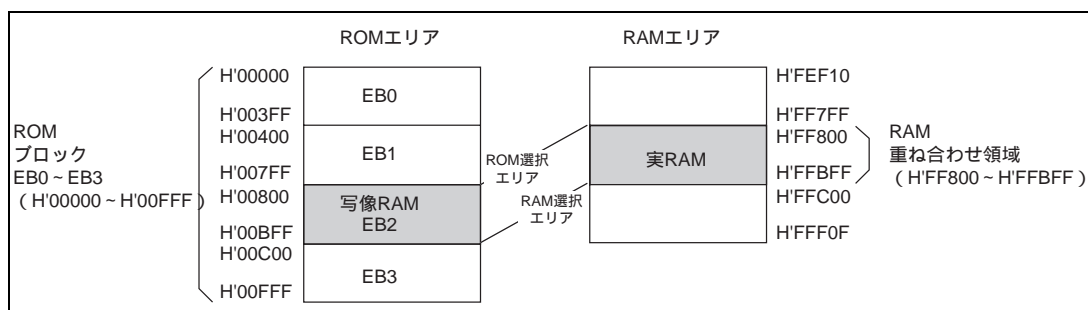 ROMエリア
RAMエリア
ROM
ブロック
EB0～EB3
（H'00000～H'00FFF）
H'00000
H'003FF
H'00400
H'007FF
H'00800
H'00BFF
H'00C00
H'00FFF
EB0
EB1
写像RAM
EB2
EB3
ROM選択
エリア
RAM選択
エリア
実RAM
H'FEF10
H'FF7FF
H'FF800
H'FFBFF
H'FFC00
H'FFF0F
RAM
重ね合わせ領域
（H'FF800～H'FFBFF）